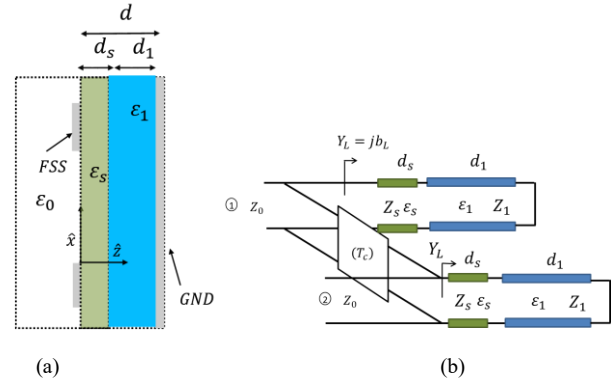 d
d_s d_1
ε_1
FSS
ε_s
ε_0
x̂
ẑ
GND
(a)
Y_L = jb_L
d_s
d_1
① Z_0
Z_s ε_s
ε_1 Z_1
(T_c)
Y_L
d_s
d_1
② Z_0
Z_s ε_s
ε_1 Z_1
(b)